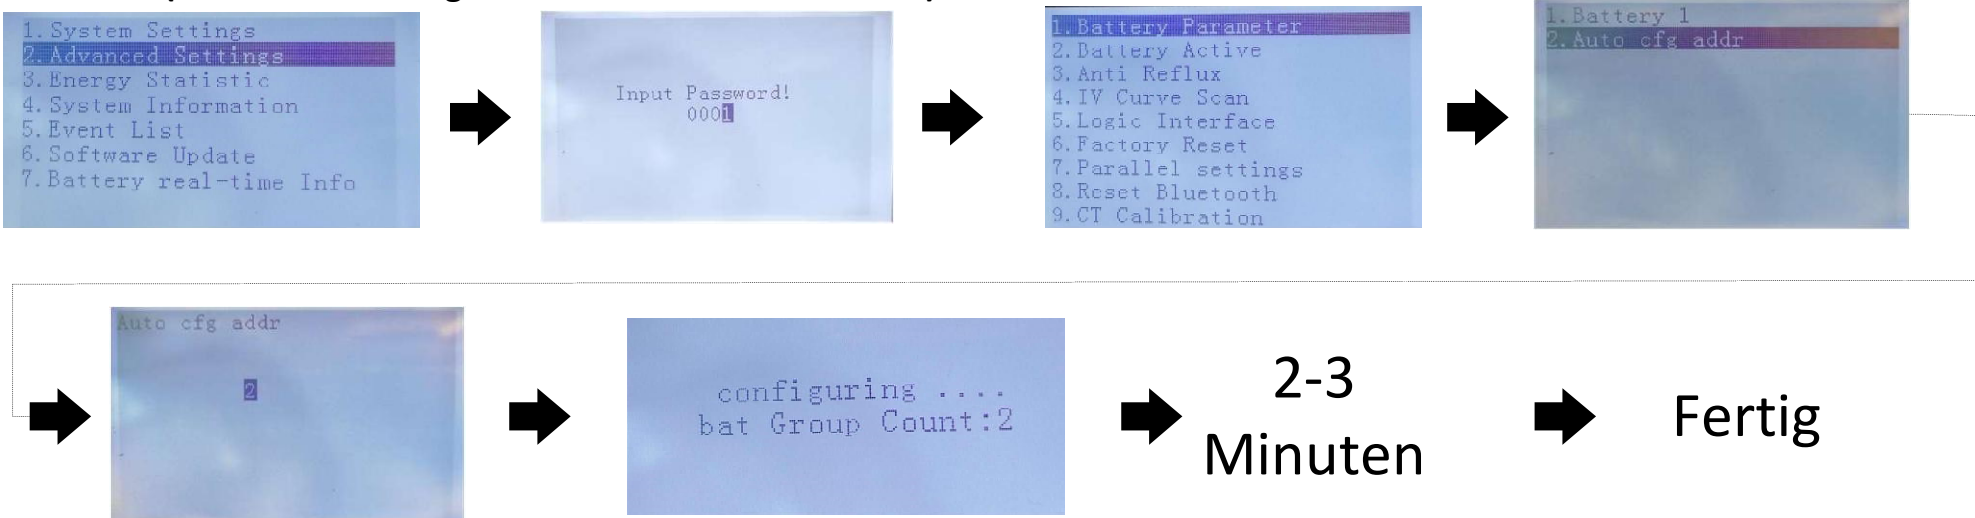 1.System Settings
2.Advanced Settings
3.Energy Statistic
4.System Information
5.Event List
6.Software Update
7.Battery real-time Info
Input Password!
0001
1.Battery Parameter
2.Battery Active
3.Anti Reflux
4.IV Curve Scan
5.Logic Interface
6.Factory Reset
7.Parallel settings
8.Reset Bluetooth
9.CT Calibration
1.Battery 1
2.Auto cfg addr
Auto cfg addr
2
configuring ....
bat Group Count:2
2-3
Minuten
Fertig